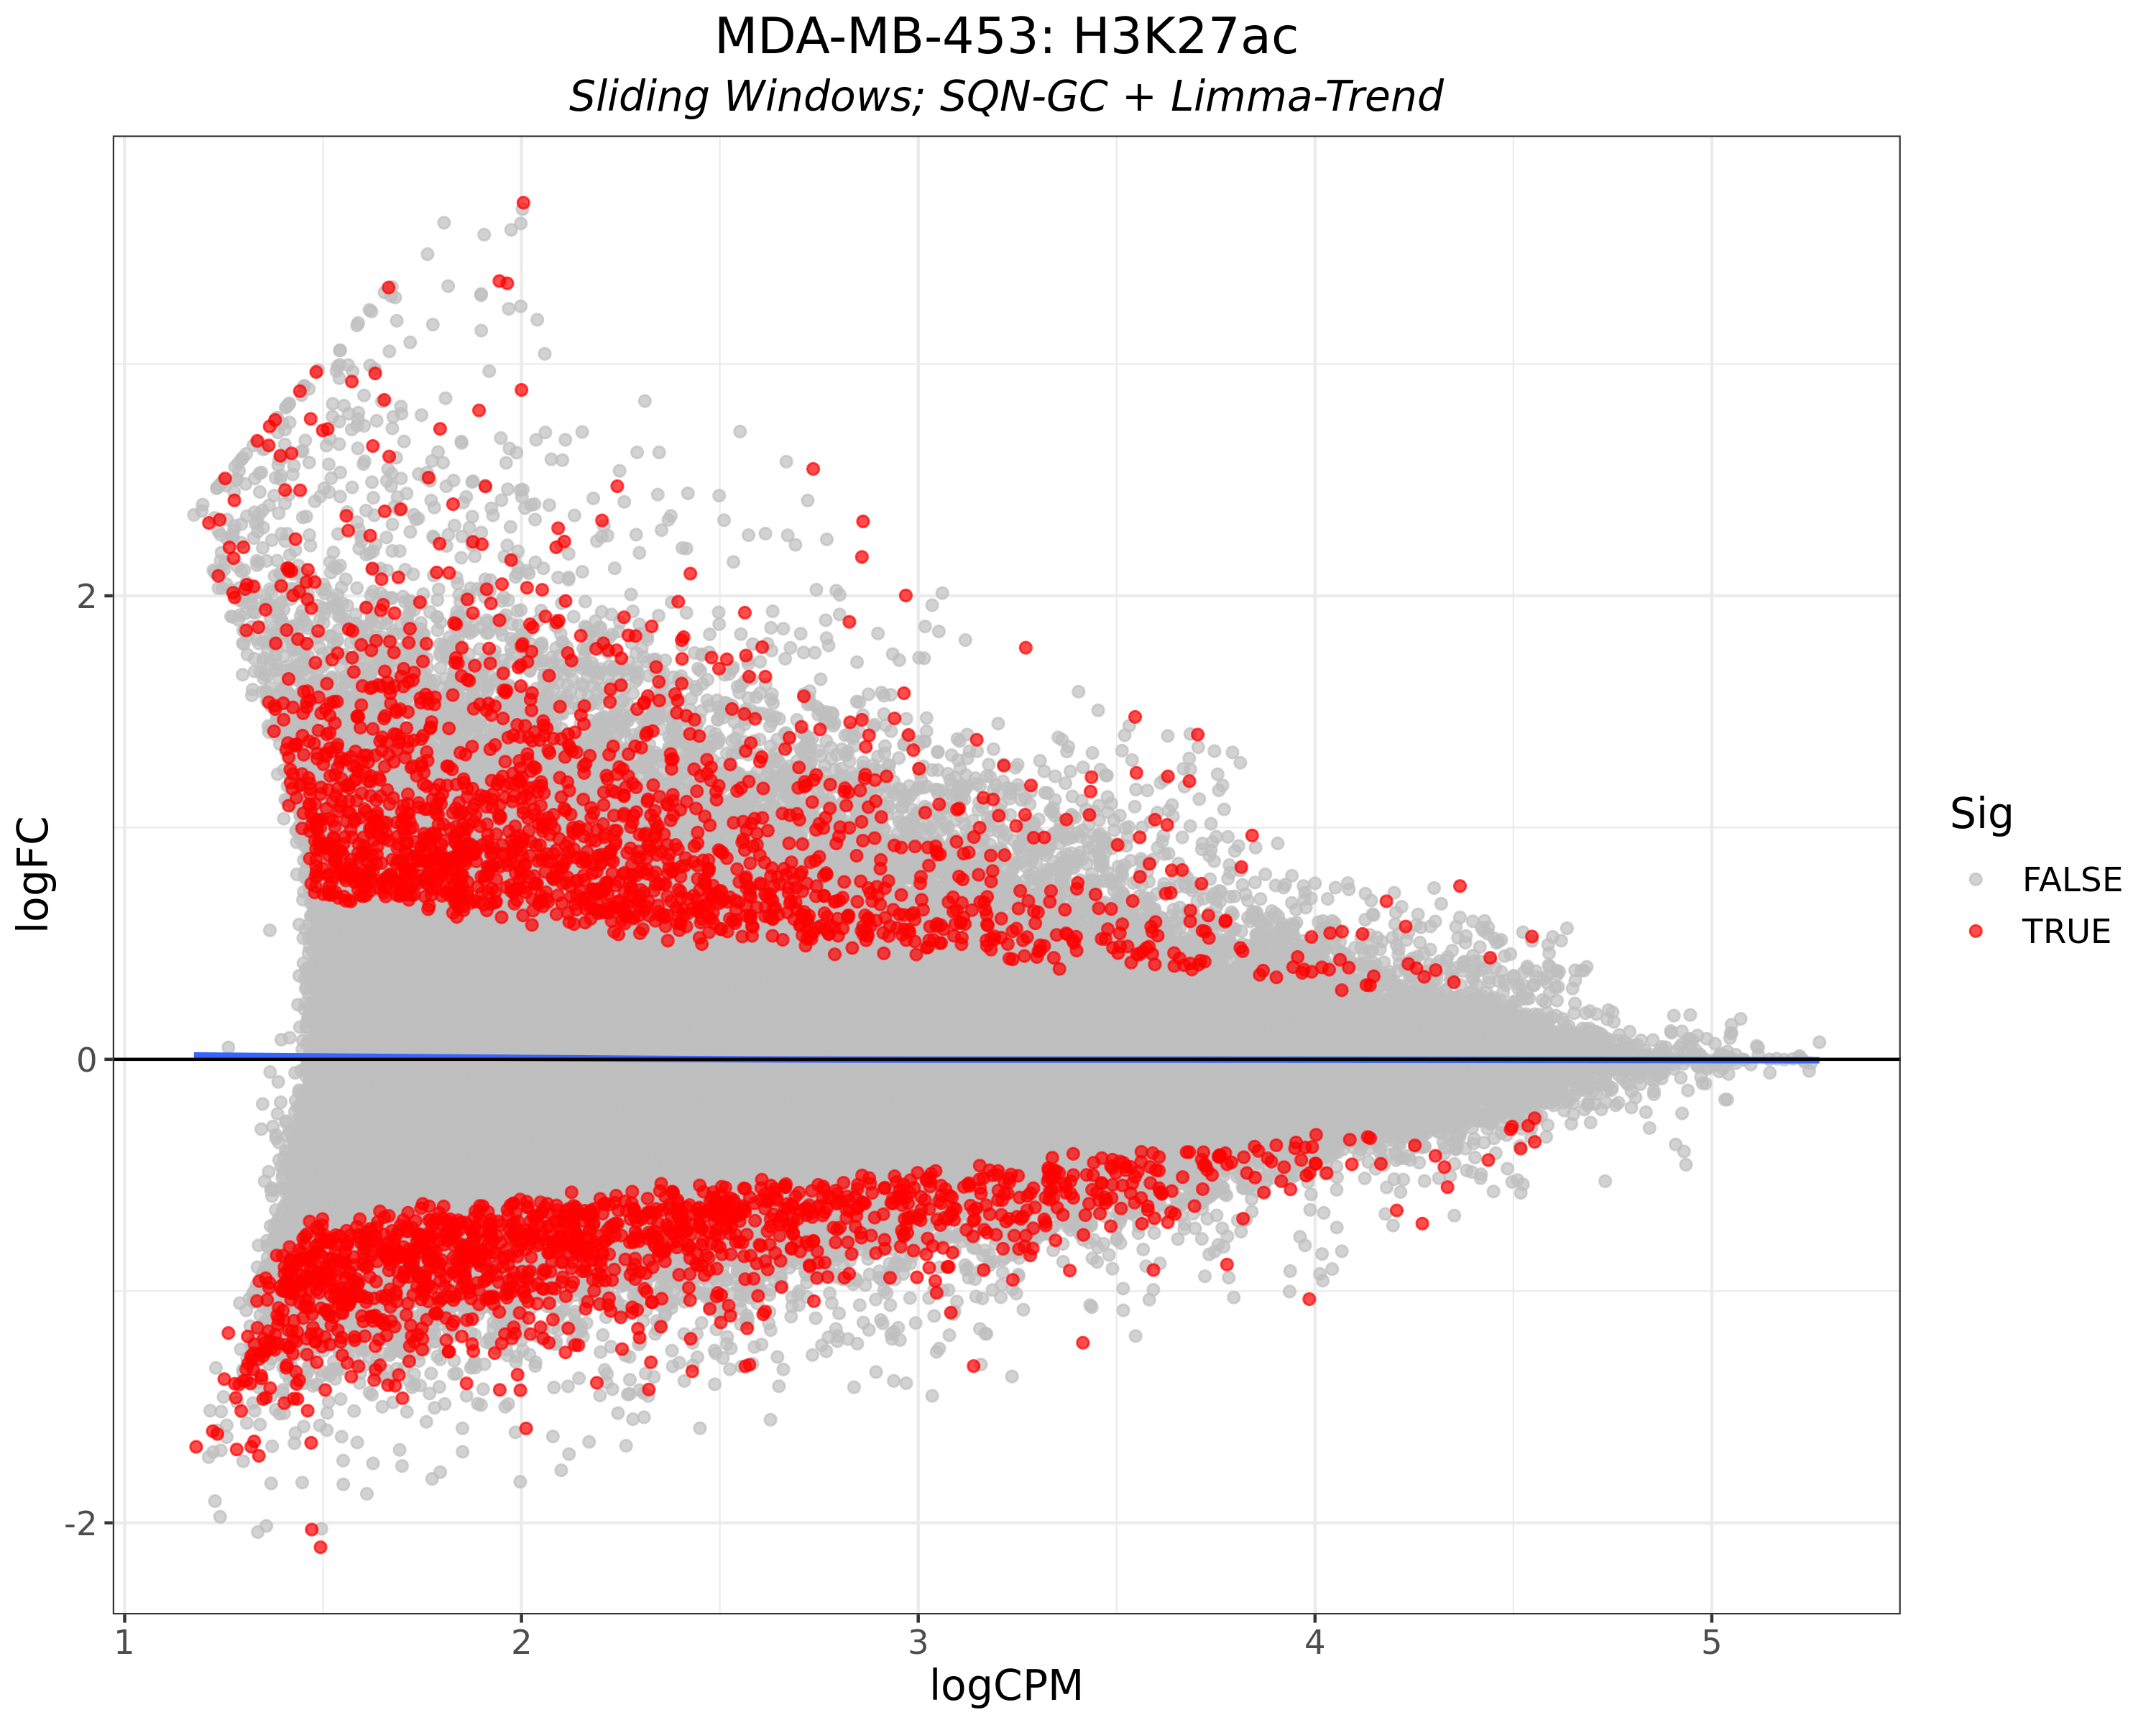 MDA-MB-453: H3K27ac
Sliding Windows; SQN-GC + Limma-Trend
logFC
2
0
-2
1 2 3 4 5
logCPM
Sig
FALSE
TRUE